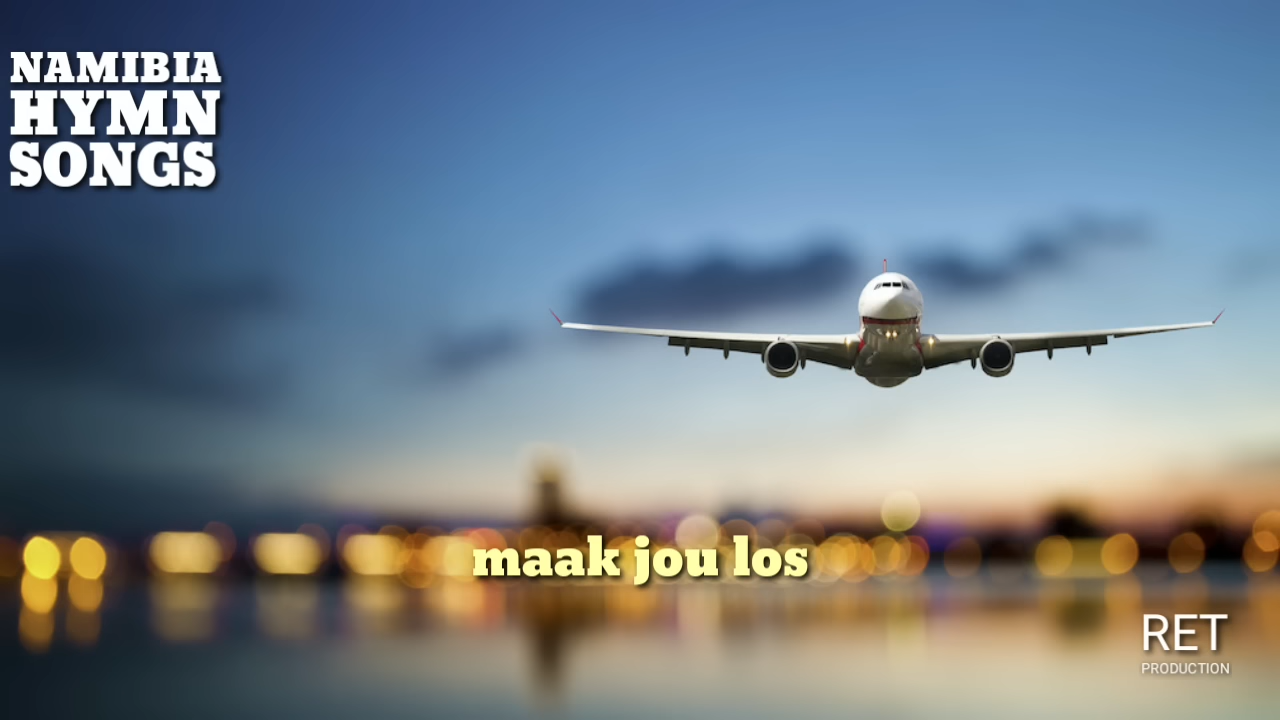 NAMIBIA
HYMN
SONGS
maak jou los
RET
PRODUCTION